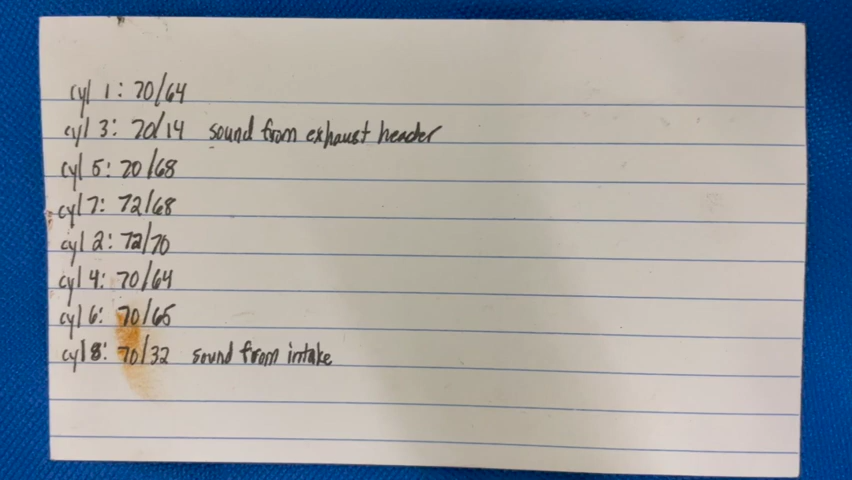 cyl 1: 70/64
cyl 3: 70/14 sound from exhaust header
cyl 5: 70/68
cyl 7: 72/68
cyl 2: 72/70
cyl 4: 70/64
cyl 6: 70/65
cyl 8: 70/32 sound from intake